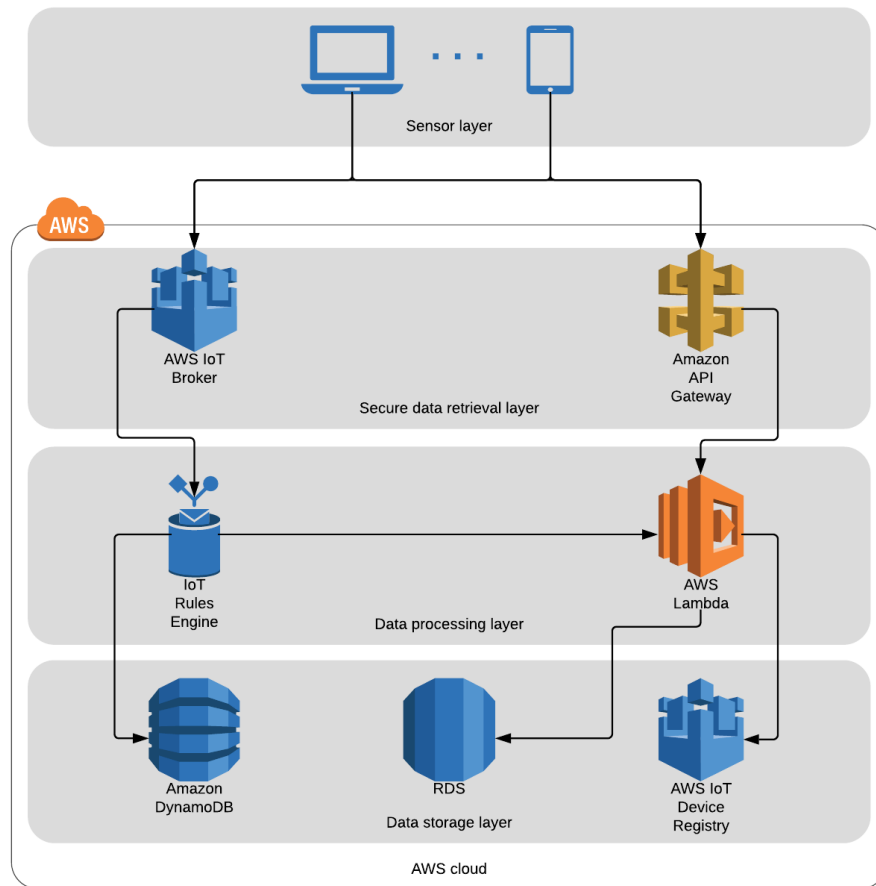 Sensor layer
AWS
AWS IoT
Broker
Amazon
API
Gateway
Secure data retrieval layer
IoT
Rules
Engine
AWS
Lambda
Data processing layer
Amazon
DynamoDB
RDS
AWS IoT
Device
Registry
Data storage layer
AWS cloud